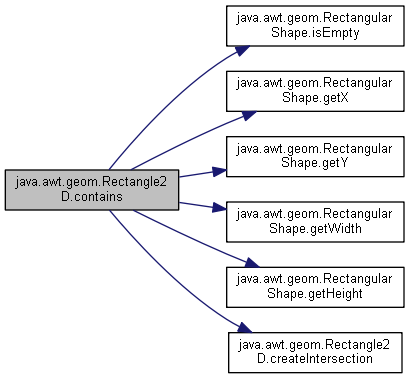 java.awt.geom.Rectangular
Shape.isEmpty
java.awt.geom.Rectangular
Shape.getX
java.awt.geom.Rectangular
Shape.getY
java.awt.geom.Rectangle2
D.contains
java.awt.geom.Rectangular
Shape.getWidth
java.awt.geom.Rectangular
Shape.getHeight
java.awt.geom.Rectangle2
D.createIntersection